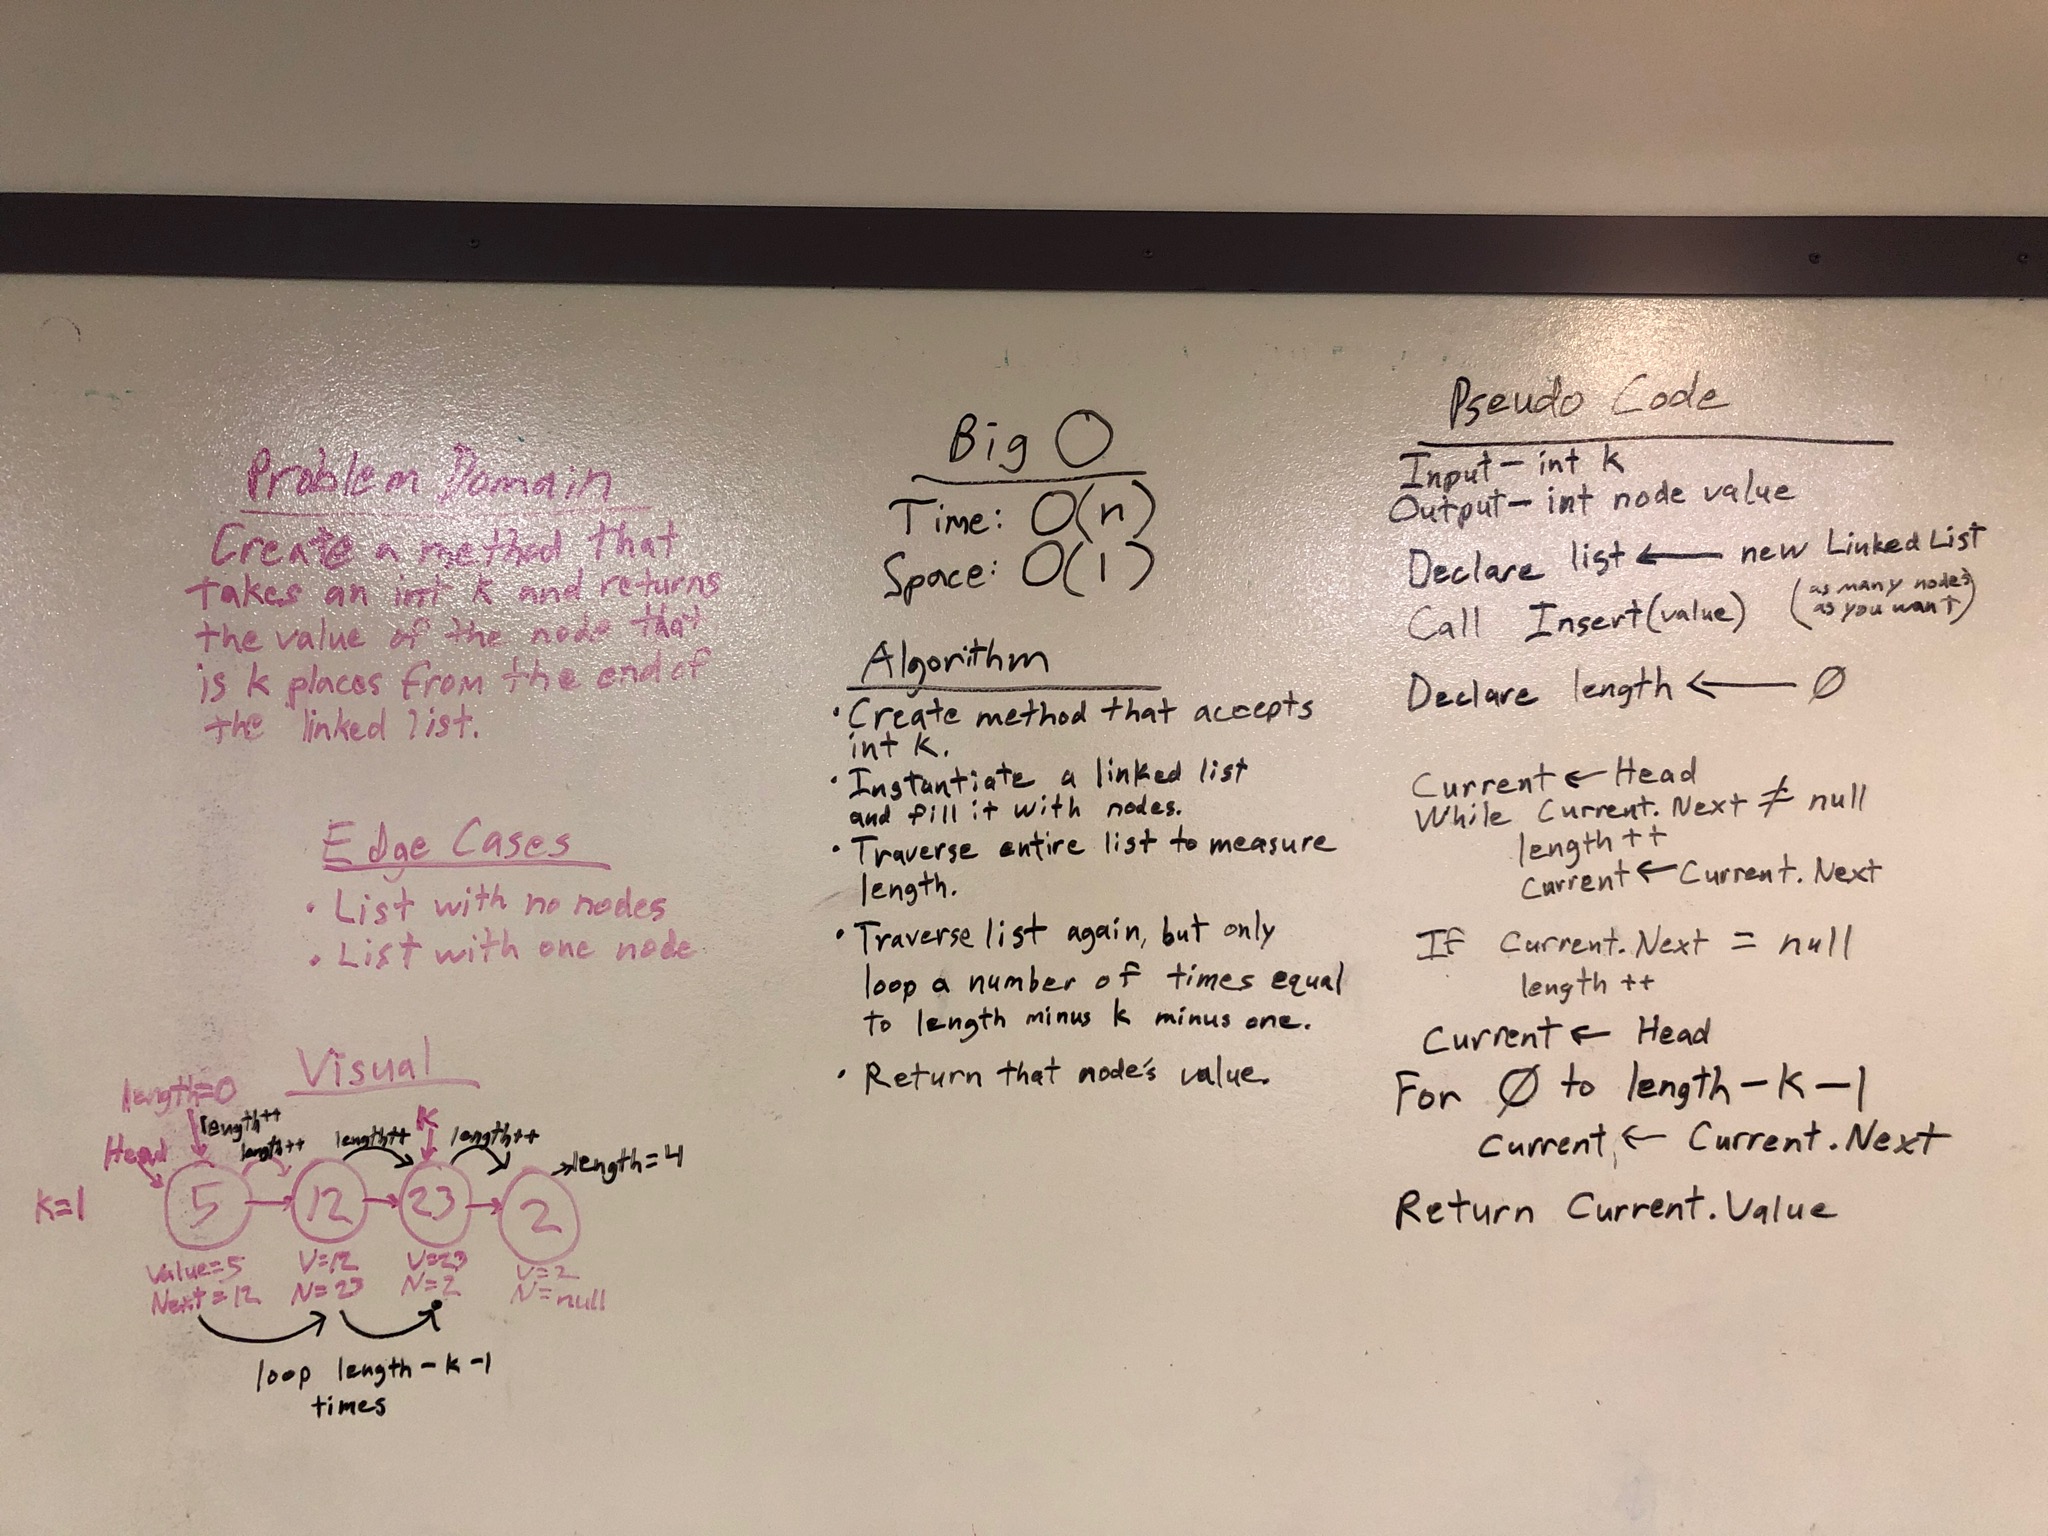 Problem Domain
Create a method that
takes an int k and returns
the value of the node that
is k places from the end of
the linked list.
Edge Cases
• List with no nodes
• List with one node
Visual
length=0
length++
length++
length++
K
length++
Head
→length=4
K=1
5
12
23
2
Value=5
Next=12
V=12
N=23
V=23
N=2
V=2
N=null
loop length-k-1
times
Big O
Time: O(n)
Space: O(1)
Algorithm
• Create method that accepts
int k.
• Instantiate a linked list
and fill it with nodes.
• Traverse entire list to measure
length.
• Traverse list again, but only
loop a number of times equal
to length minus k minus one.
• Return that node's value.
Pseudo Code
Input- int k
Output- int node value
Declare list ← new Linked List
Call Insert(value) (as many nodes
as you want)
Declare length ← Ø
Current ← Head
While Current.Next ≠ null
length ++
Current ← Current.Next
If Current.Next = null
length ++
Current ← Head
For Ø to length-k-1
Current ← Current.Next
Return Current.Value